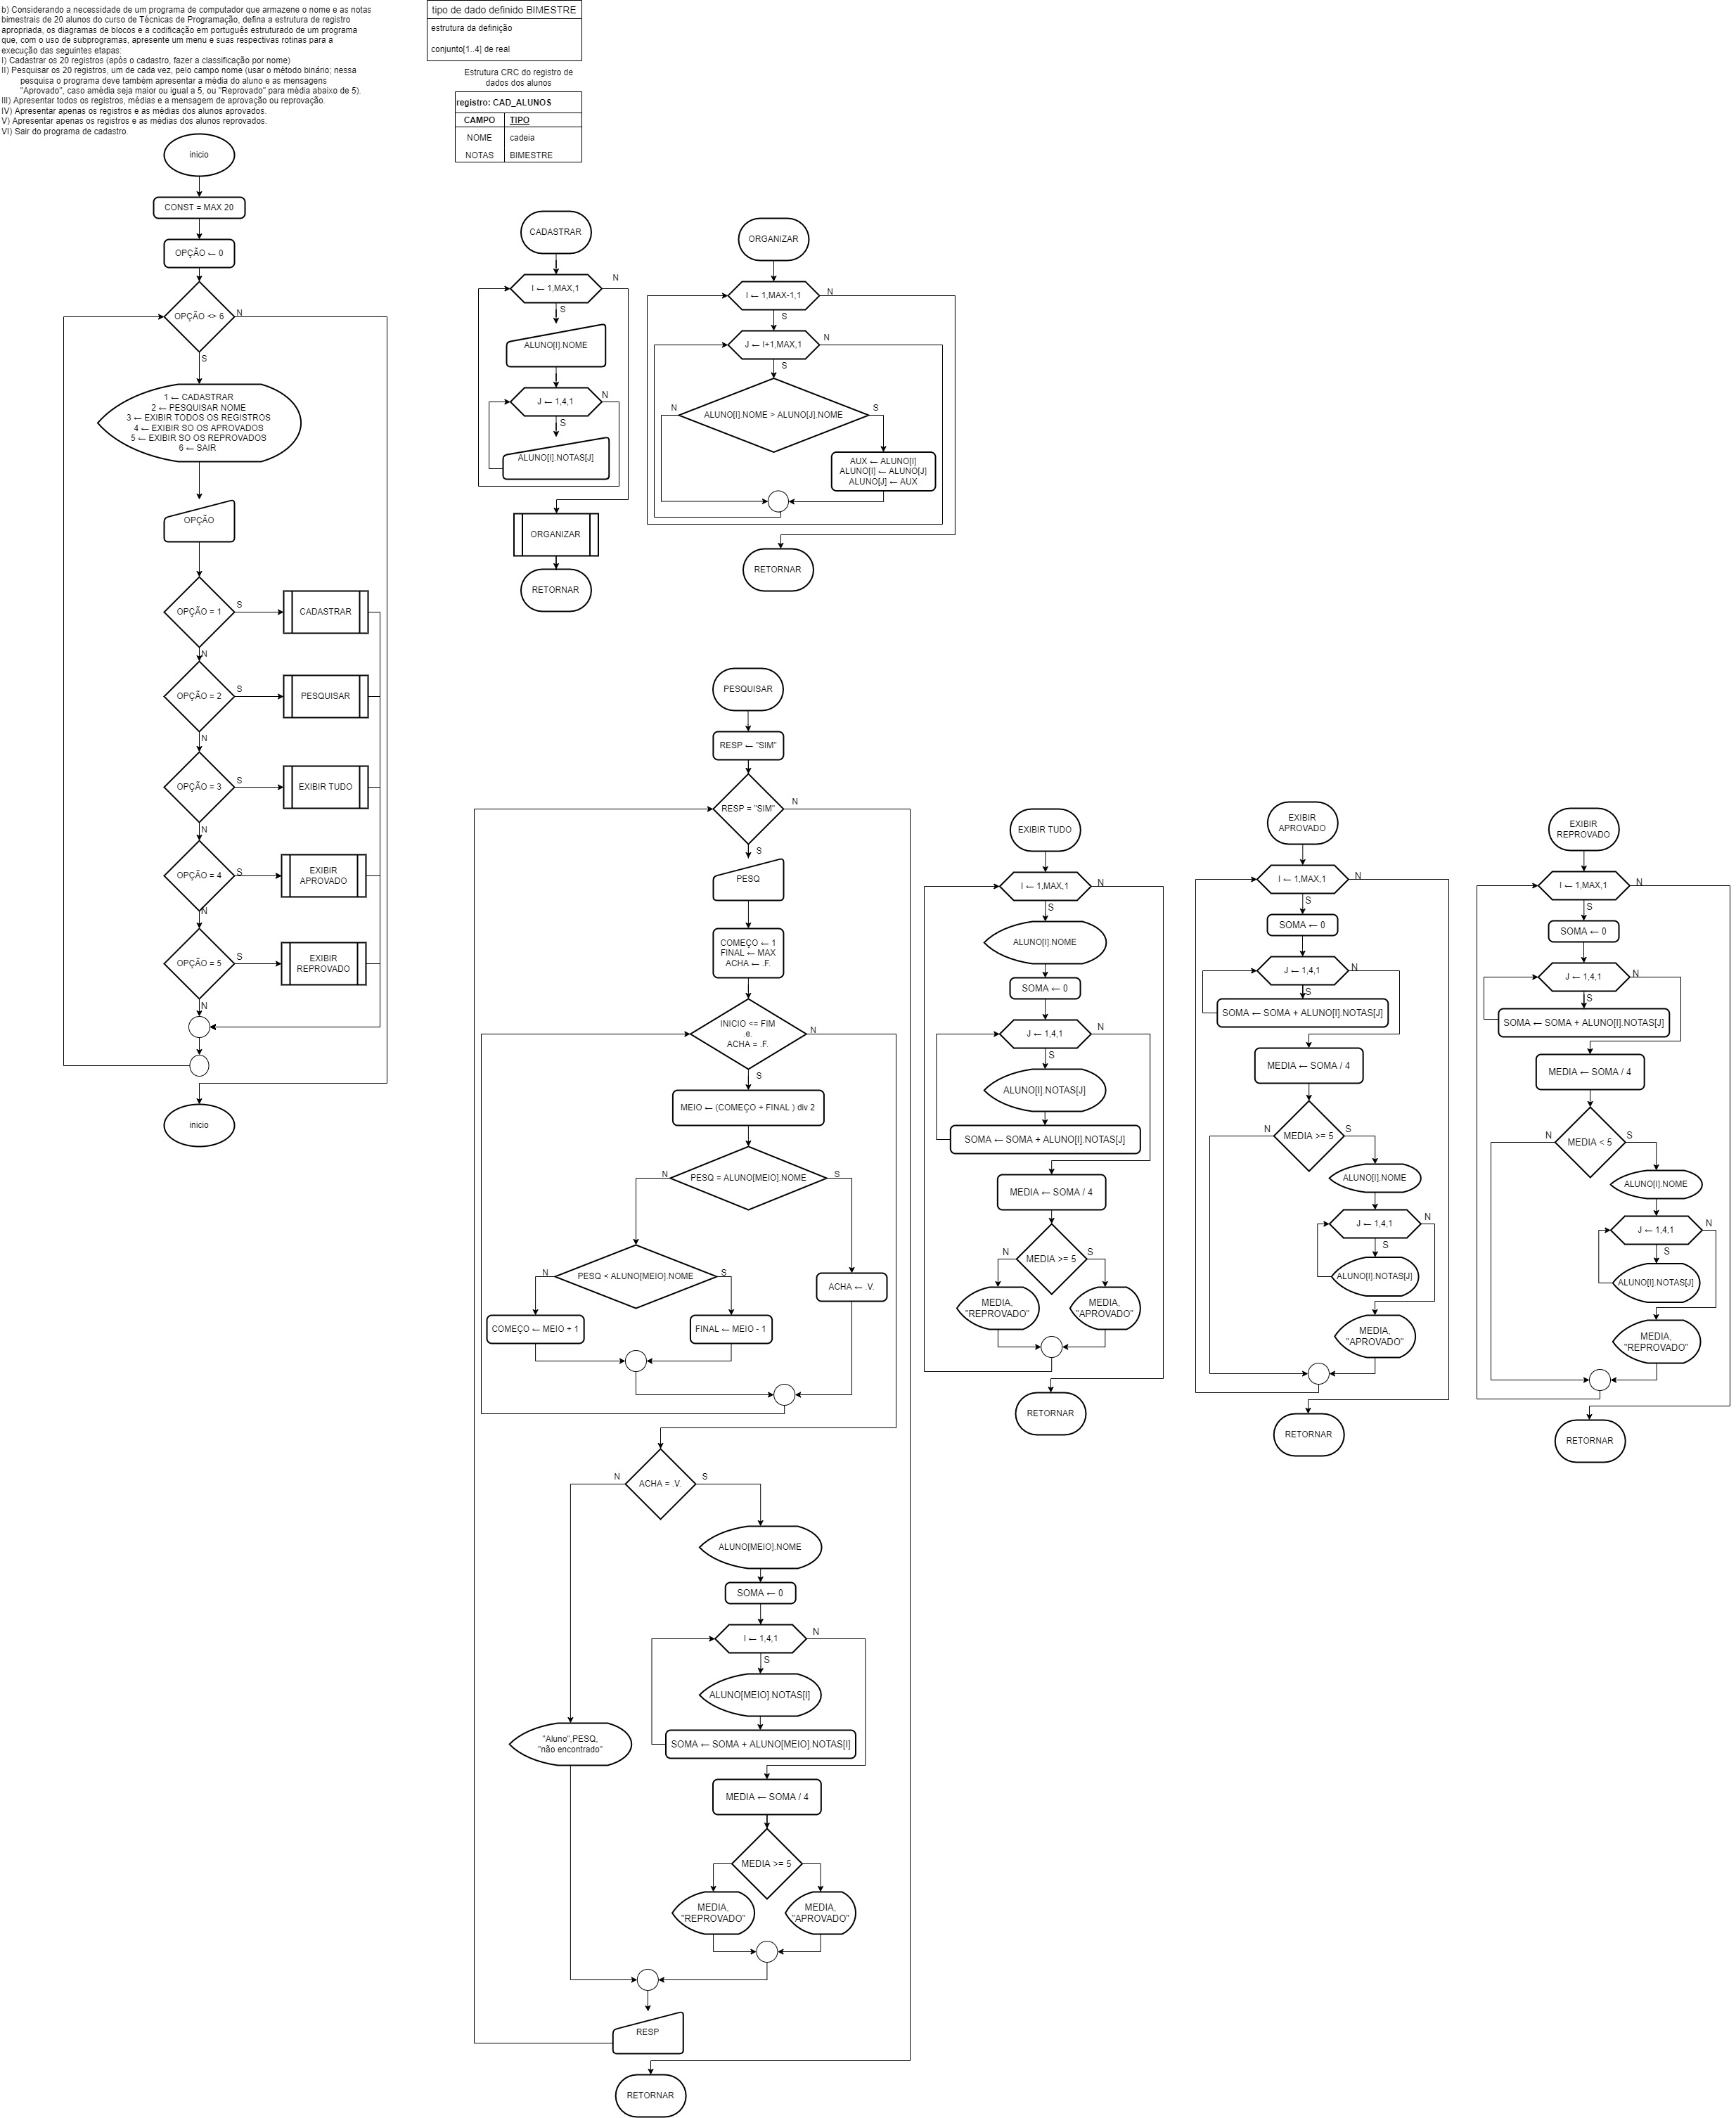 b) Considerando a necessidade de um programa de computador que armazene o nome e as notas
bimestrais de 20 alunos do curso de Técnicas de Programação, defina a estrutura de registro
apropriada, os diagramas de blocos e a codificação em português estruturado de um programa
que, com o uso de subprogramas, apresente um menu e suas respectivas rotinas para a
execução das seguintes etapas:
I) Cadastrar os 20 registros (após o cadastro, fazer a classificação por nome)
II) Pesquisar os 20 registros, um de cada vez, pelo campo nome (usar o método binário; nessa
pesquisa o programa deve também apresentar a média do aluno e as mensagens
"Aprovado", caso amédia seja maior ou igual a 5, ou "Reprovado" para média abaixo de 5).
III) Apresentar todos os registros, médias e a mensagem de aprovação ou reprovação.
IV) Apresentar apenas os registros e as médias dos alunos aprovados.
V) Apresentar apenas os registros e as médias dos alunos reprovados.
VI) Sair do programa de cadastro.
tipo de dado definido BIMESTRE
estrutura da definição
conjunto[1..4] de real
Estrutura CRC do registro de
dados dos alunos
registro: CAD_ALUNOS
CAMPO TIPO
NOME cadeia
NOTAS BIMESTRE
inicio
CONST = MAX 20
OPÇÃO ← 0
OPÇÃO <> 6
N
S
1 ← CADASTRAR
2 ← PESQUISAR NOME
3 ← EXIBIR TODOS OS REGISTROS
4 ← EXIBIR SO OS APROVADOS
5 ← EXIBIR SO OS REPROVADOS
6 ← SAIR
OPÇÃO
OPÇÃO = 1
S
CADASTRAR
N
OPÇÃO = 2
S
PESQUISAR
N
OPÇÃO = 3
S
EXIBIR TUDO
N
OPÇÃO = 4
S
EXIBIR
APROVADO
N
OPÇÃO = 5
S
EXIBIR
REPROVADO
N
inicio
CADASTRAR
I ← 1,MAX,1
N
S
ALUNO[I].NOME
J ← 1,4,1
N
S
ALUNO[I].NOTAS[J]
ORGANIZAR
RETORNAR
ORGANIZAR
I ← 1,MAX-1,1
N
S
J ← I+1,MAX,1
N
S
ALUNO[I].NOME > ALUNO[J].NOME
N
S
AUX ← ALUNO[I]
ALUNO[I] ← ALUNO[J]
ALUNO[J] ← AUX
RETORNAR
PESQUISAR
RESP ← "SIM"
RESP = "SIM"
N
S
PESQ
COMEÇO ← 1
FINAL ← MAX
ACHA ← .F.
INICIO <= FIM
.e.
ACHA = .F.
N
S
MEIO ← (COMEÇO + FINAL ) div 2
PESQ = ALUNO[MEIO].NOME
N
S
PESQ < ALUNO[MEIO].NOME
N
S
ACHA ← .V.
COMEÇO ← MEIO + 1
FINAL ← MEIO - 1
ACHA = .V.
N
S
ALUNO[MEIO].NOME
SOMA ← 0
I ← 1,4,1
N
S
ALUNO[MEIO].NOTAS[I]
"Aluno",PESQ,
"não encontrado"
SOMA ← SOMA + ALUNO[MEIO].NOTAS[I]
MEDIA ← SOMA / 4
MEDIA >= 5
MEDIA,
"REPROVADO"
MEDIA,
"APROVADO"
RESP
RETORNAR
EXIBIR TUDO
I ← 1,MAX,1
N
S
ALUNO[I].NOME
SOMA ← 0
J ← 1,4,1
N
S
ALUNO[I].NOTAS[J]
SOMA ← SOMA + ALUNO[I].NOTAS[J]
MEDIA ← SOMA / 4
MEDIA >= 5
N
S
MEDIA,
"REPROVADO"
MEDIA,
"APROVADO"
RETORNAR
EXIBIR
APROVADO
I ← 1,MAX,1
N
S
SOMA ← 0
J ← 1,4,1
N
S
SOMA ← SOMA + ALUNO[I].NOTAS[J]
MEDIA ← SOMA / 4
MEDIA >= 5
N
S
ALUNO[I].NOME
J ← 1,4,1
N
S
ALUNO[I].NOTAS[J]
MEDIA,
"APROVADO"
RETORNAR
EXIBIR
REPROVADO
I ← 1,MAX,1
N
S
SOMA ← 0
J ← 1,4,1
N
S
SOMA ← SOMA + ALUNO[I].NOTAS[J]
MEDIA ← SOMA / 4
MEDIA < 5
N
S
ALUNO[I].NOME
J ← 1,4,1
N
S
ALUNO[I].NOTAS[J]
MEDIA,
"REPROVADO"
RETORNAR